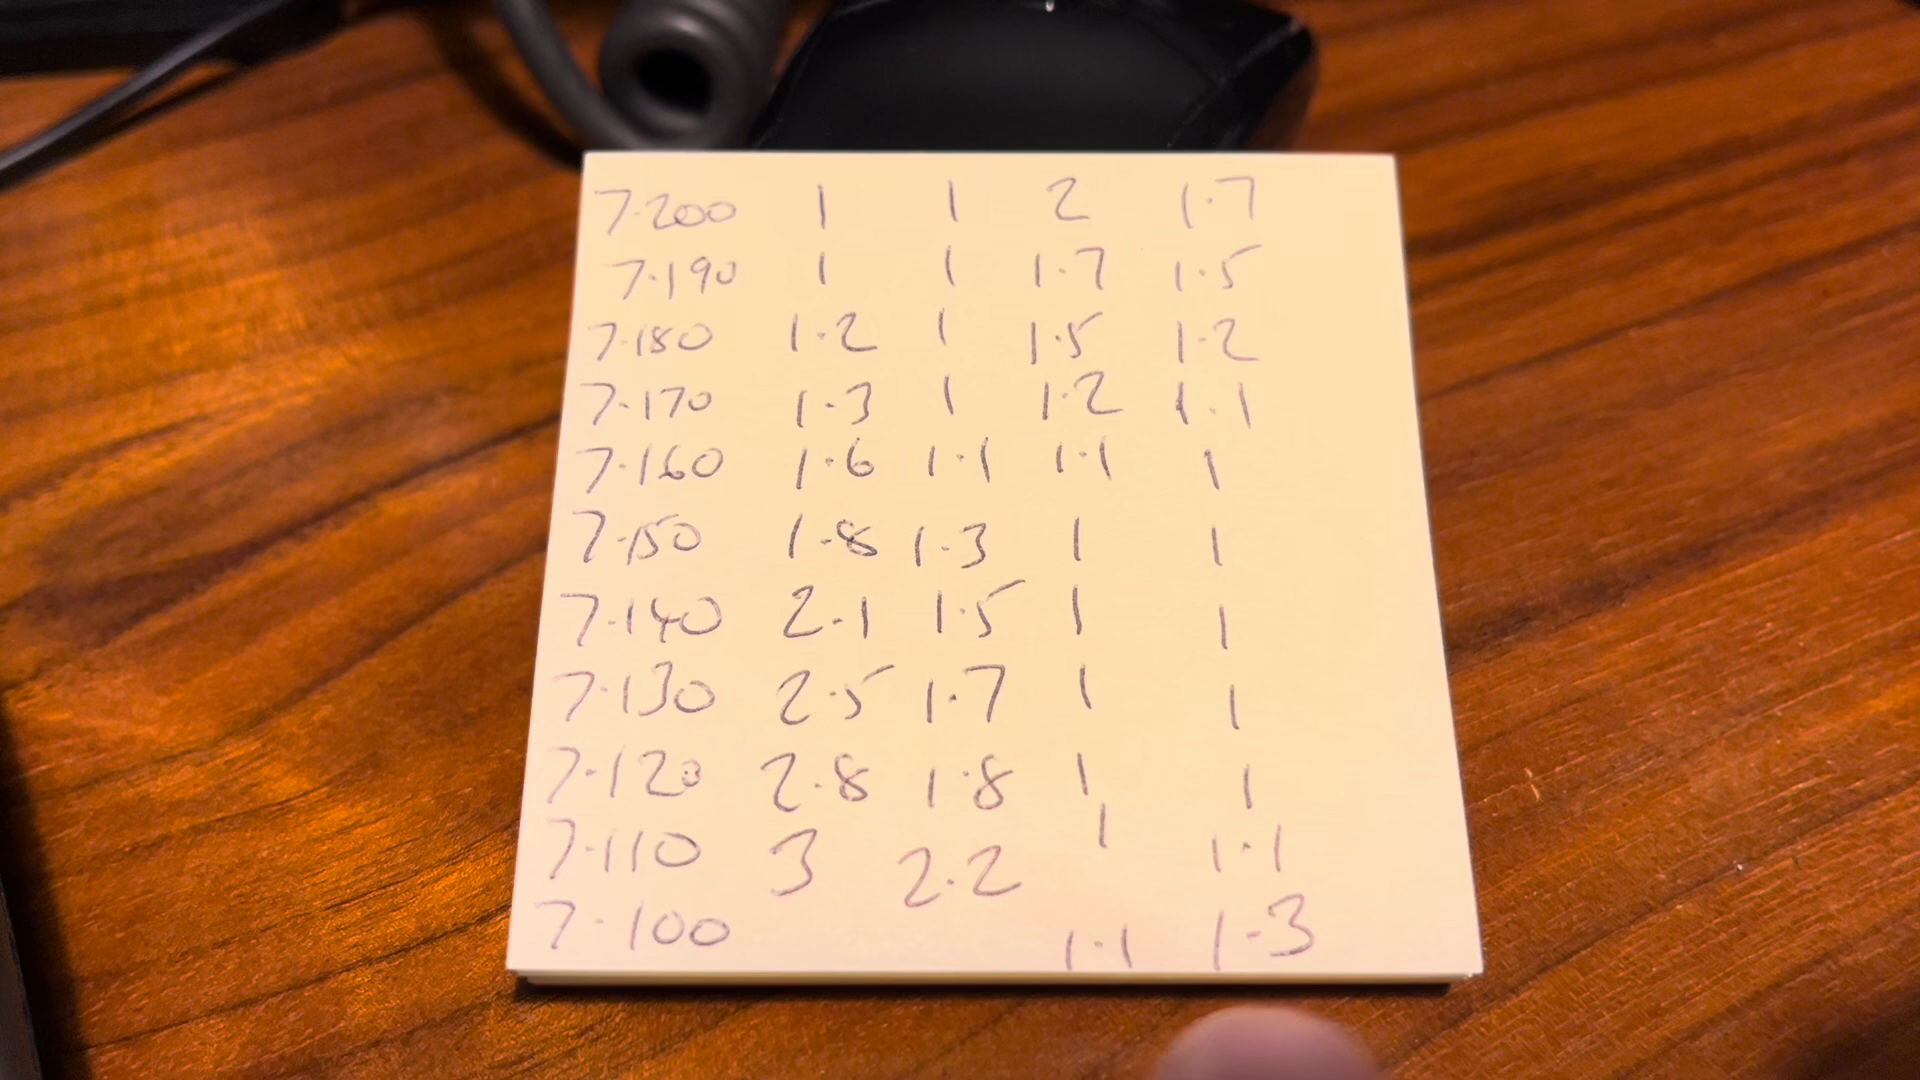 7.200 1 1 2 1.7
7.190 1 1 1.7 1.5
7.180 1.2 1 1.5 1.2
7.170 1.3 1 1.2 1.1
7.160 1.6 1.1 1.1 1
7.150 1.8 1.3 1 1
7.140 2.1 1.5 1 1
7.130 2.5 1.7 1 1
7.120 2.8 1.8 1 1
7.110 3 2.2 1 1.1
7.100 1.1 1.3